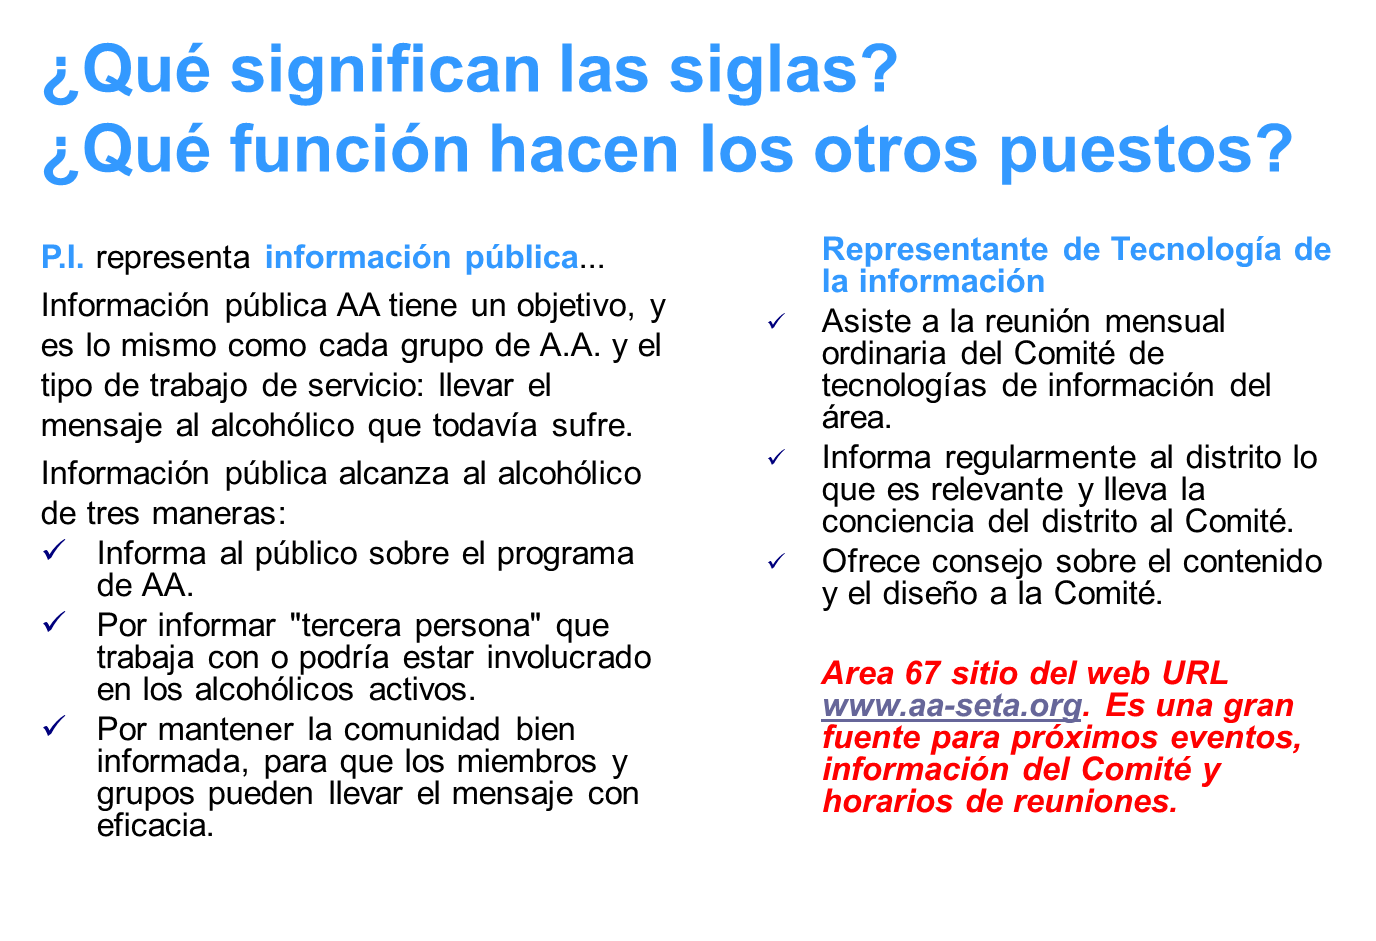 ¿Qué significan las siglas?
¿Qué función hacen los otros puestos?
P.I. representa información pública...
Información pública AA tiene un objetivo, y
es lo mismo como cada grupo de A.A. y el
tipo de trabajo de servicio: llevar el
mensaje al alcohólico que todavía sufre.
Información pública alcanza al alcohólico
de tres maneras:
✓ Informa al público sobre el programa
de AA.
✓ Por informar "tercera persona" que
trabaja con o podría estar involucrado
en los alcohólicos activos.
✓ Por mantener la comunidad bien
informada, para que los miembros y
grupos pueden llevar el mensaje con
eficacia.
Representante de Tecnología de
la información
✓ Asiste a la reunión mensual
ordinaria del Comité de
tecnologías de información del
área.
✓ Informa regularmente al distrito lo
que es relevante y lleva la
conciencia del distrito al Comité.
✓ Ofrece consejo sobre el contenido
y el diseño a la Comité.
Area 67 sitio del web URL
www.aa-seta.org. Es una gran
fuente para próximos eventos,
información del Comité y
horarios de reuniones.